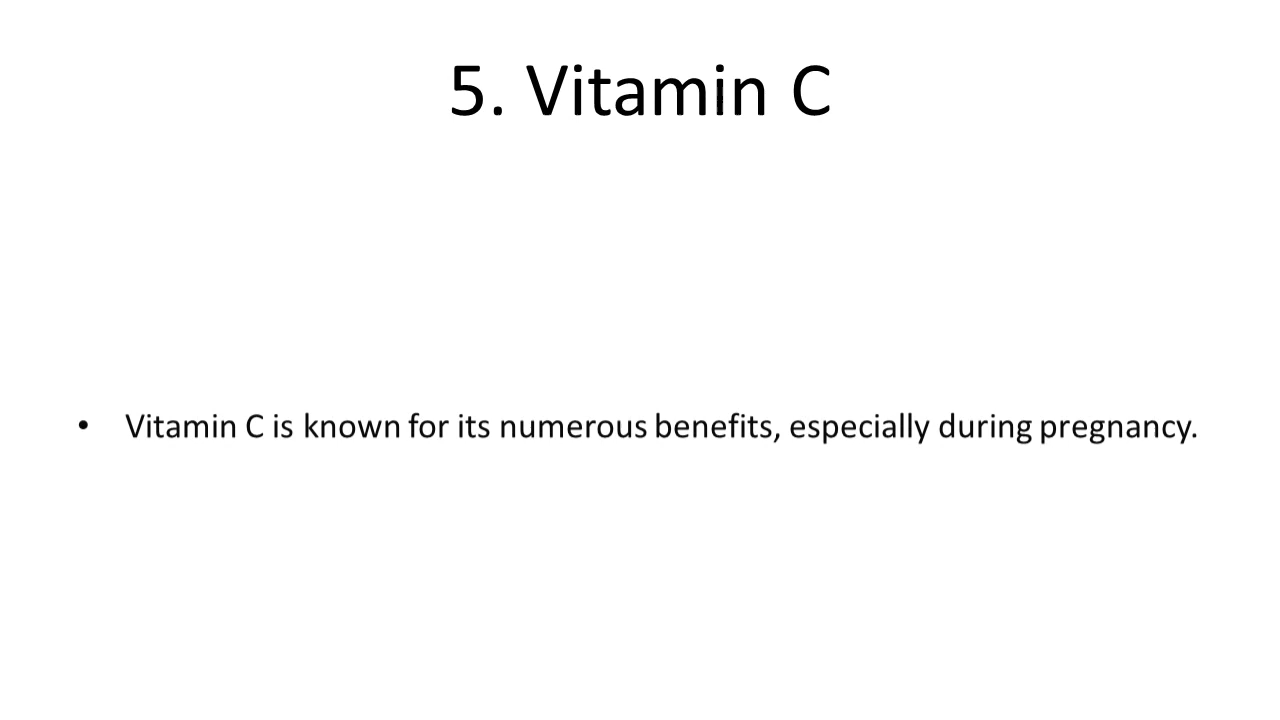 5. Vitamin C
• Vitamin C is known for its numerous benefits, especially during pregnancy.